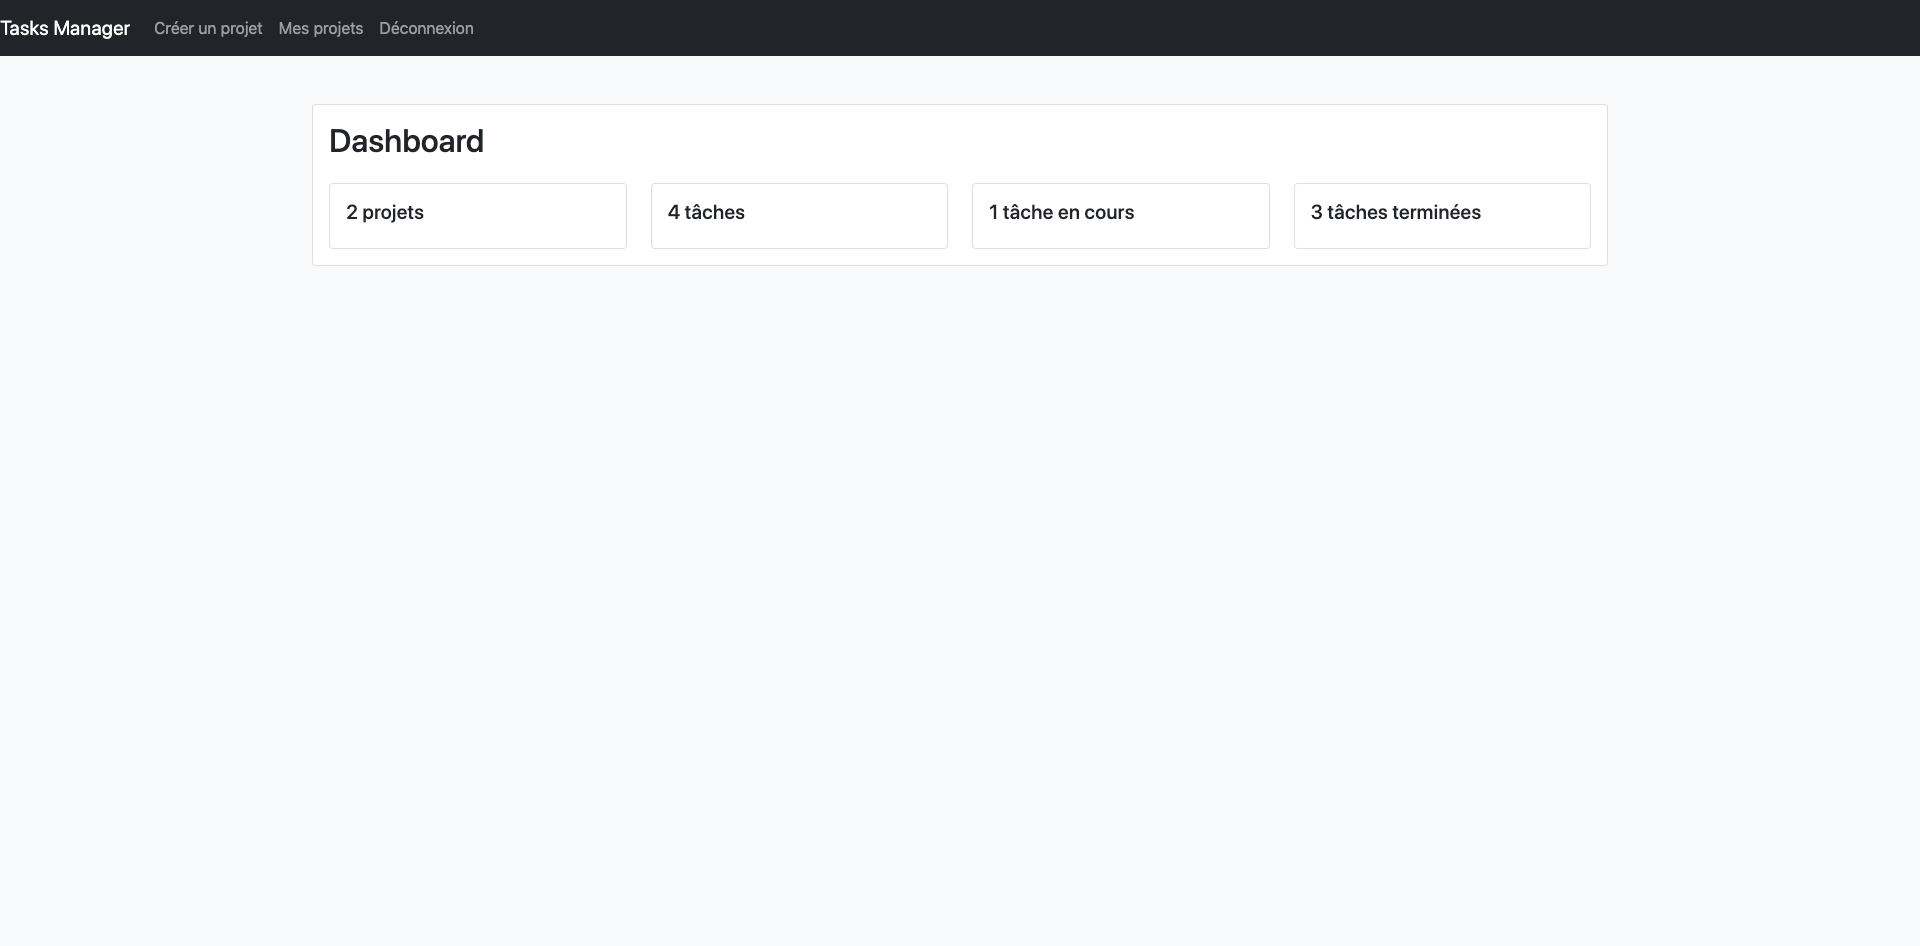 Tasks Manager Créer un projet Mes projets Déconnexion
Dashboard
2 projets 4 tâches 1 tâche en cours 3 tâches terminées